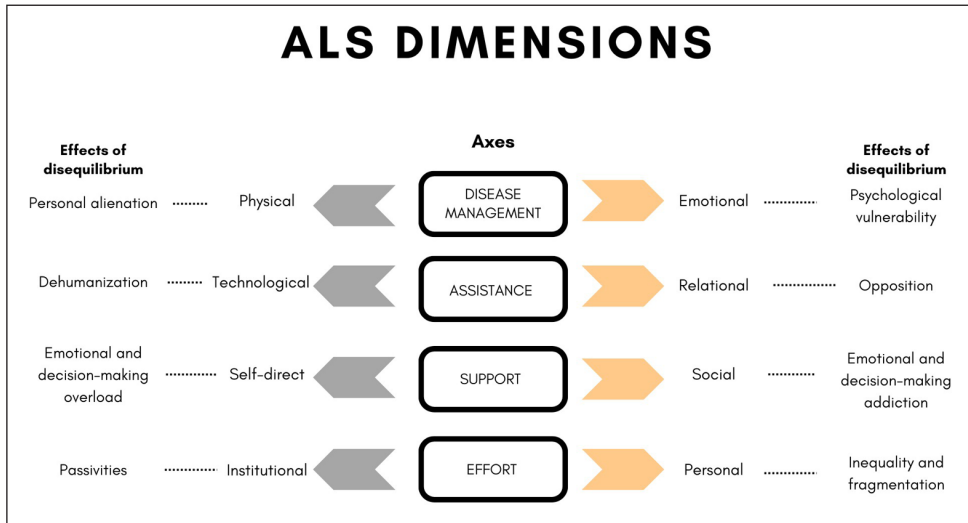 ALS DIMENSIONS
Axes
Effects of
disequilibrium
Effects of
disequilibrium
Personal alienation
Physical
DISEASE
MANAGEMENT
Emotional
Psychological
vulnerability
Dehumanization
Technological
ASSISTANCE
Relational
Opposition
Emotional and
decision-making
overload
Self-direct
SUPPORT
Social
Emotional and
decision-making
addiction
Passivities
Institutional
EFFORT
Personal
Inequality and
fragmentation